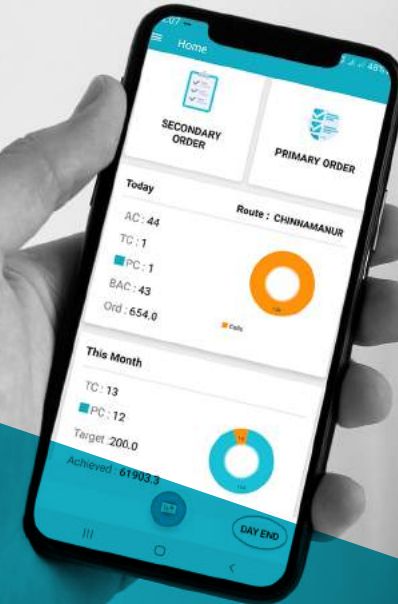 Home
48%
SECONDARY
ORDER
PRIMARY ORDER
Today
Route : CHINNAMANUR
AC : 44
TC : 1
PC : 1
BAC : 43
Ord : 654.0
Calls
This Month
TC : 13
PC : 12
Target :200.0
Achieved : 61903.3
DAY END